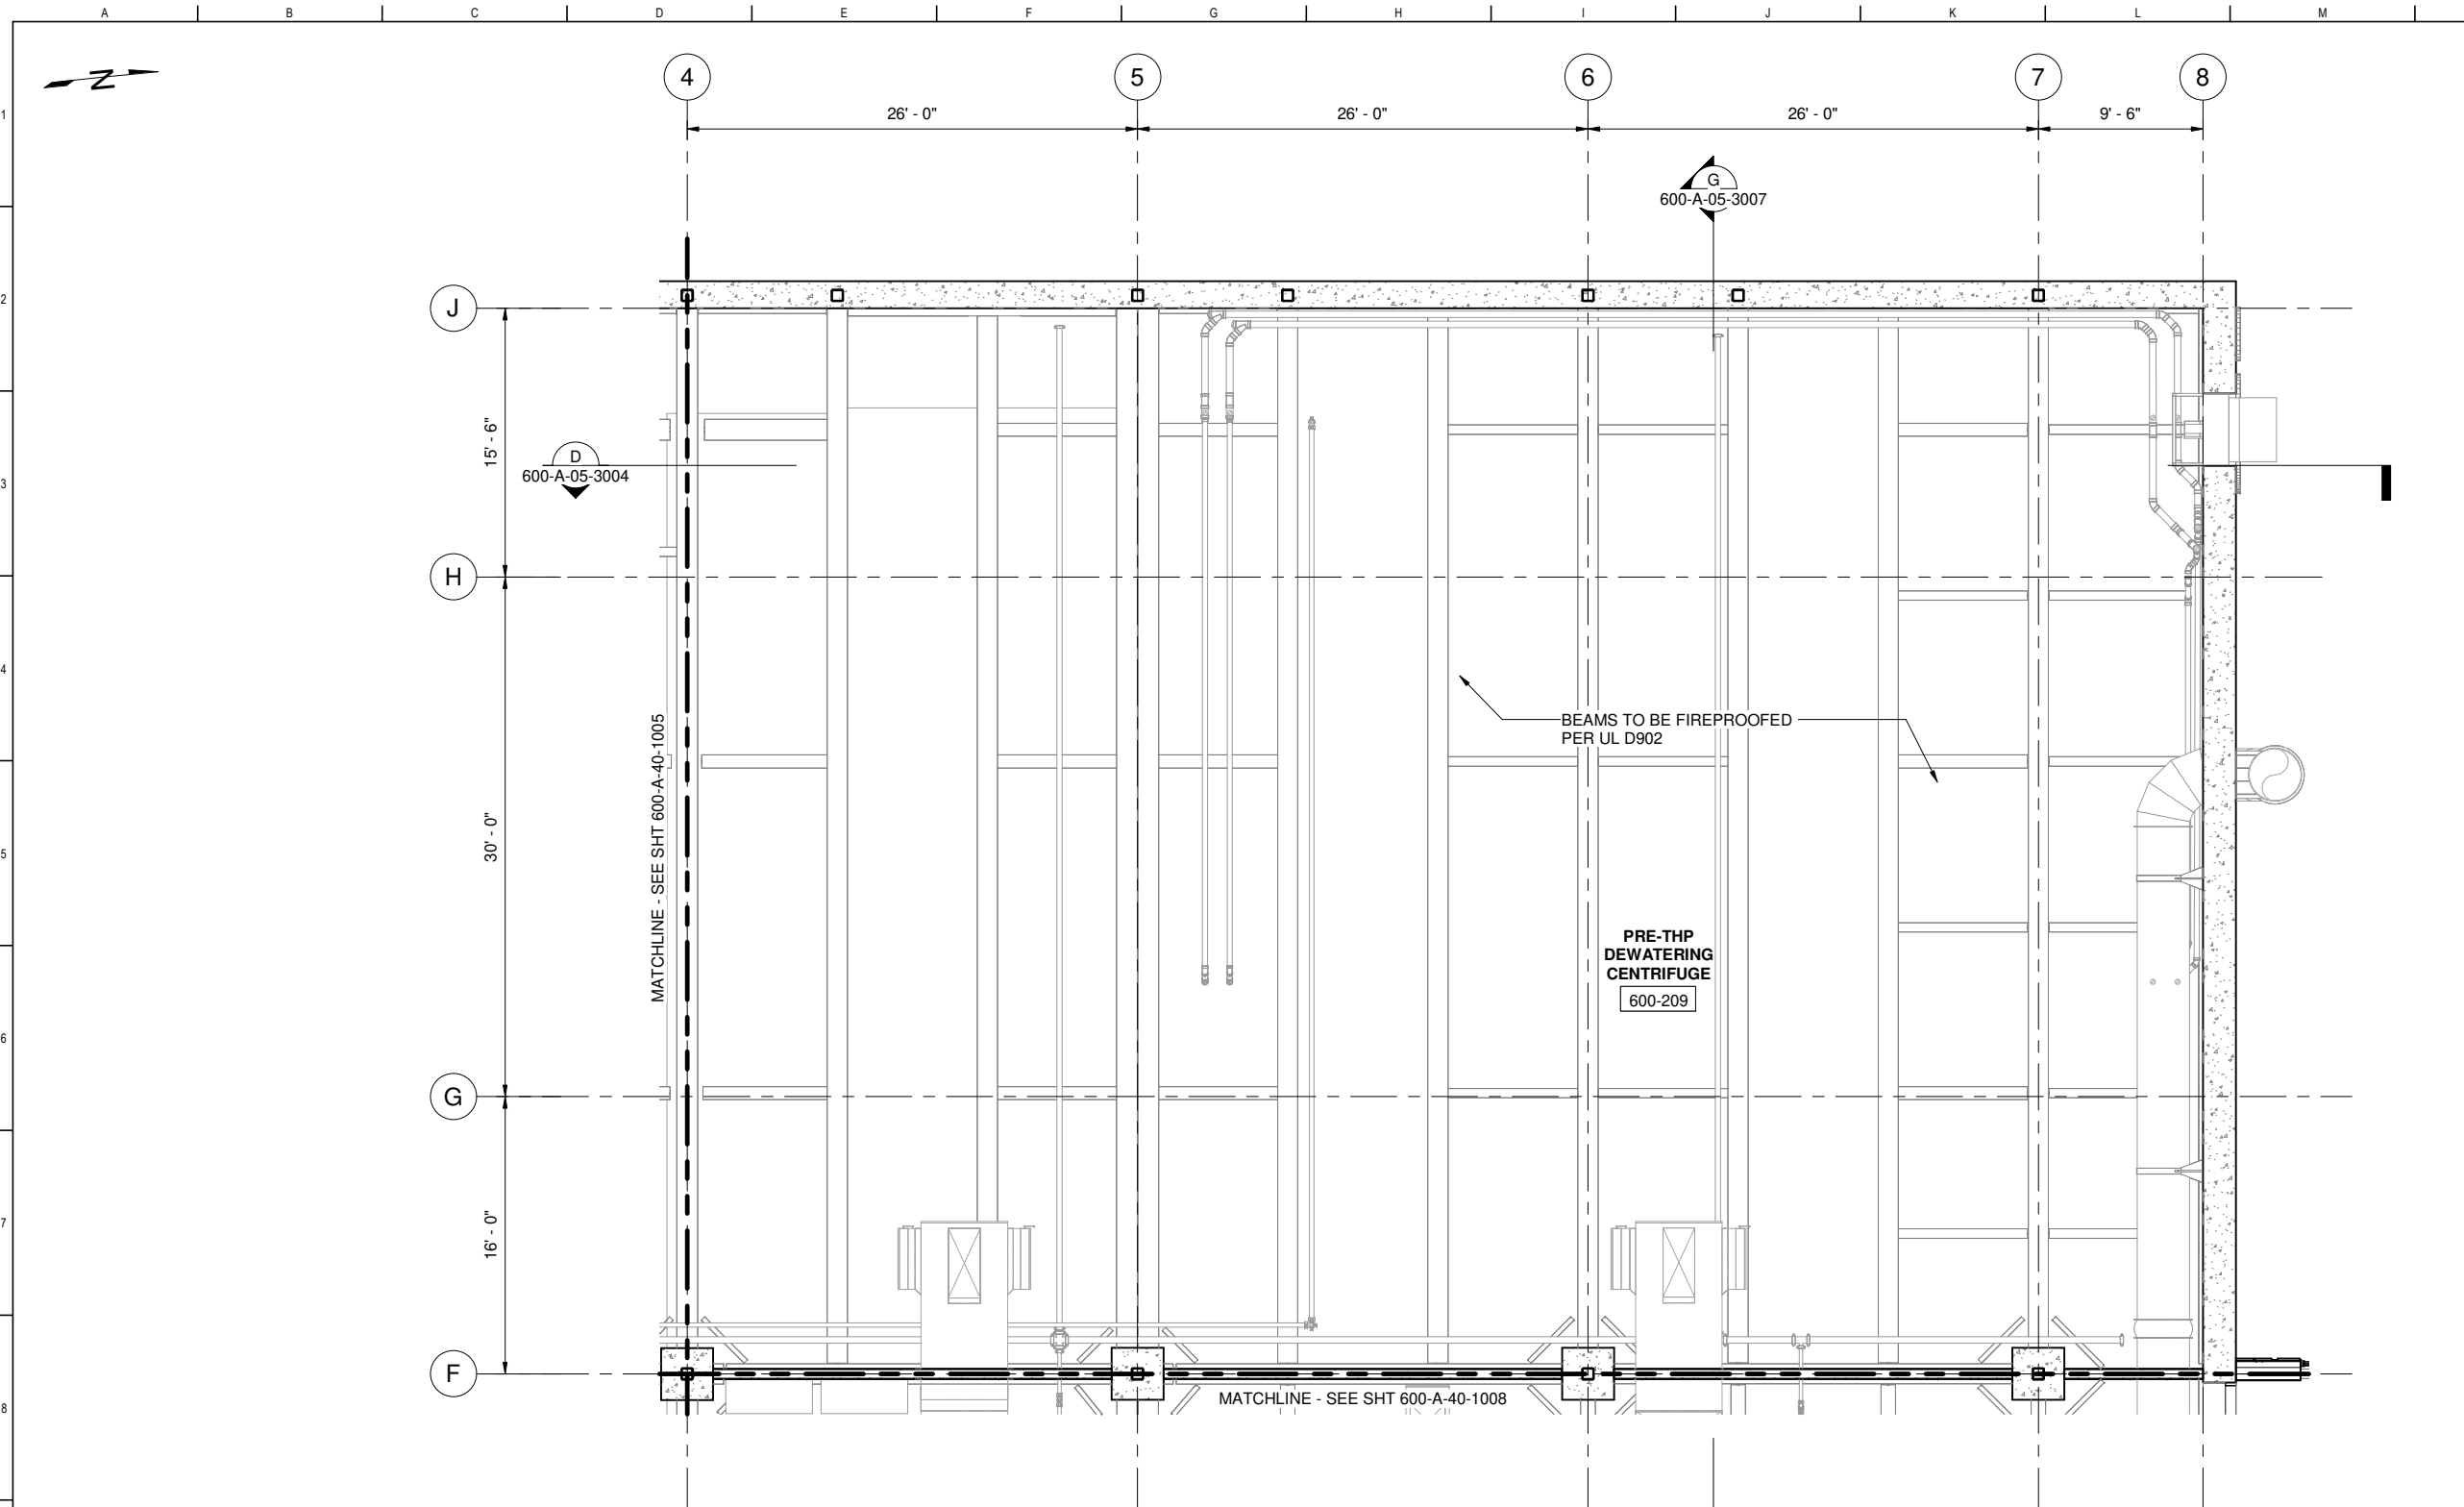 A B C D E F G H I J K L M
N
4 5 6 7 8
1
26' - 0" 26' - 0" 26' - 0" 9' - 6"
G
600-A-05-3007
2
J
15' - 6"
D
600-A-05-3004
3
H
4
BEAMS TO BE FIREPROOFED
PER UL D902
MATCHLINE - SEE SHT 600-A-40-1005
30' - 0"
5
PRE-THP
DEWATERING
CENTRIFUGE
600-209
6
G
7
16' - 0"
F
MATCHLINE - SEE SHT 600-A-40-1008
8